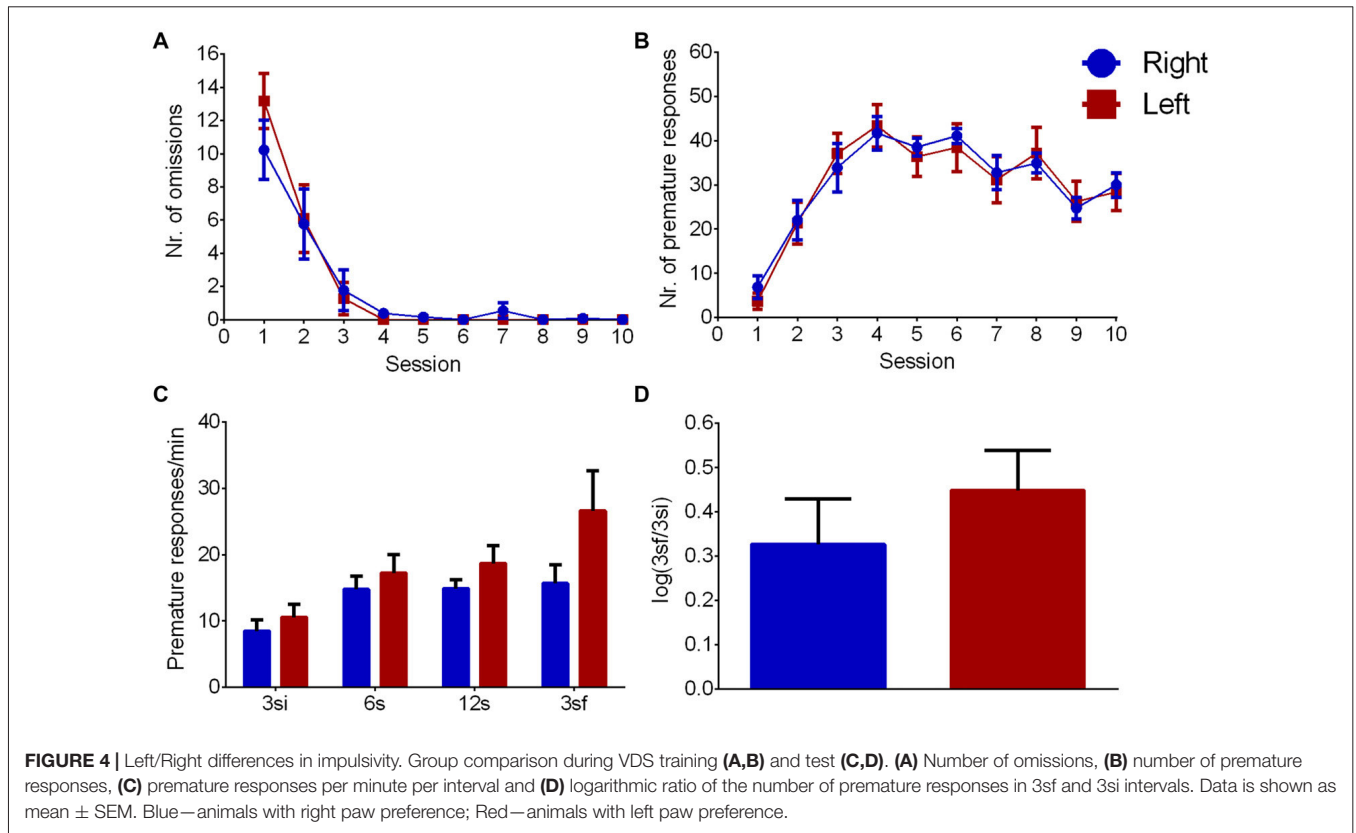 A
Nr. of omissions
16
14
12
10
8
6
4
2
0
0 1 2 3 4 5 6 7 8 9 10
Session
B
Nr. of premature responses
60
50
40
30
20
10
0
0 1 2 3 4 5 6 7 8 9 10
Session
Right
Left
C
Premature responses/min
40
30
20
10
0
3si 6s 12s 3sf
D
log(3sf/3si)
0.6
0.5
0.4
0.3
0.2
0.1
0.0
FIGURE 4 | Left/Right differences in impulsivity. Group comparison during VDS training (A,B) and test (C,D). (A) Number of omissions, (B) number of premature
responses, (C) premature responses per minute per interval and (D) logarithmic ratio of the number of premature responses in 3sf and 3si intervals. Data is shown as
mean ± SEM. Blue—animals with right paw preference; Red—animals with left paw preference.